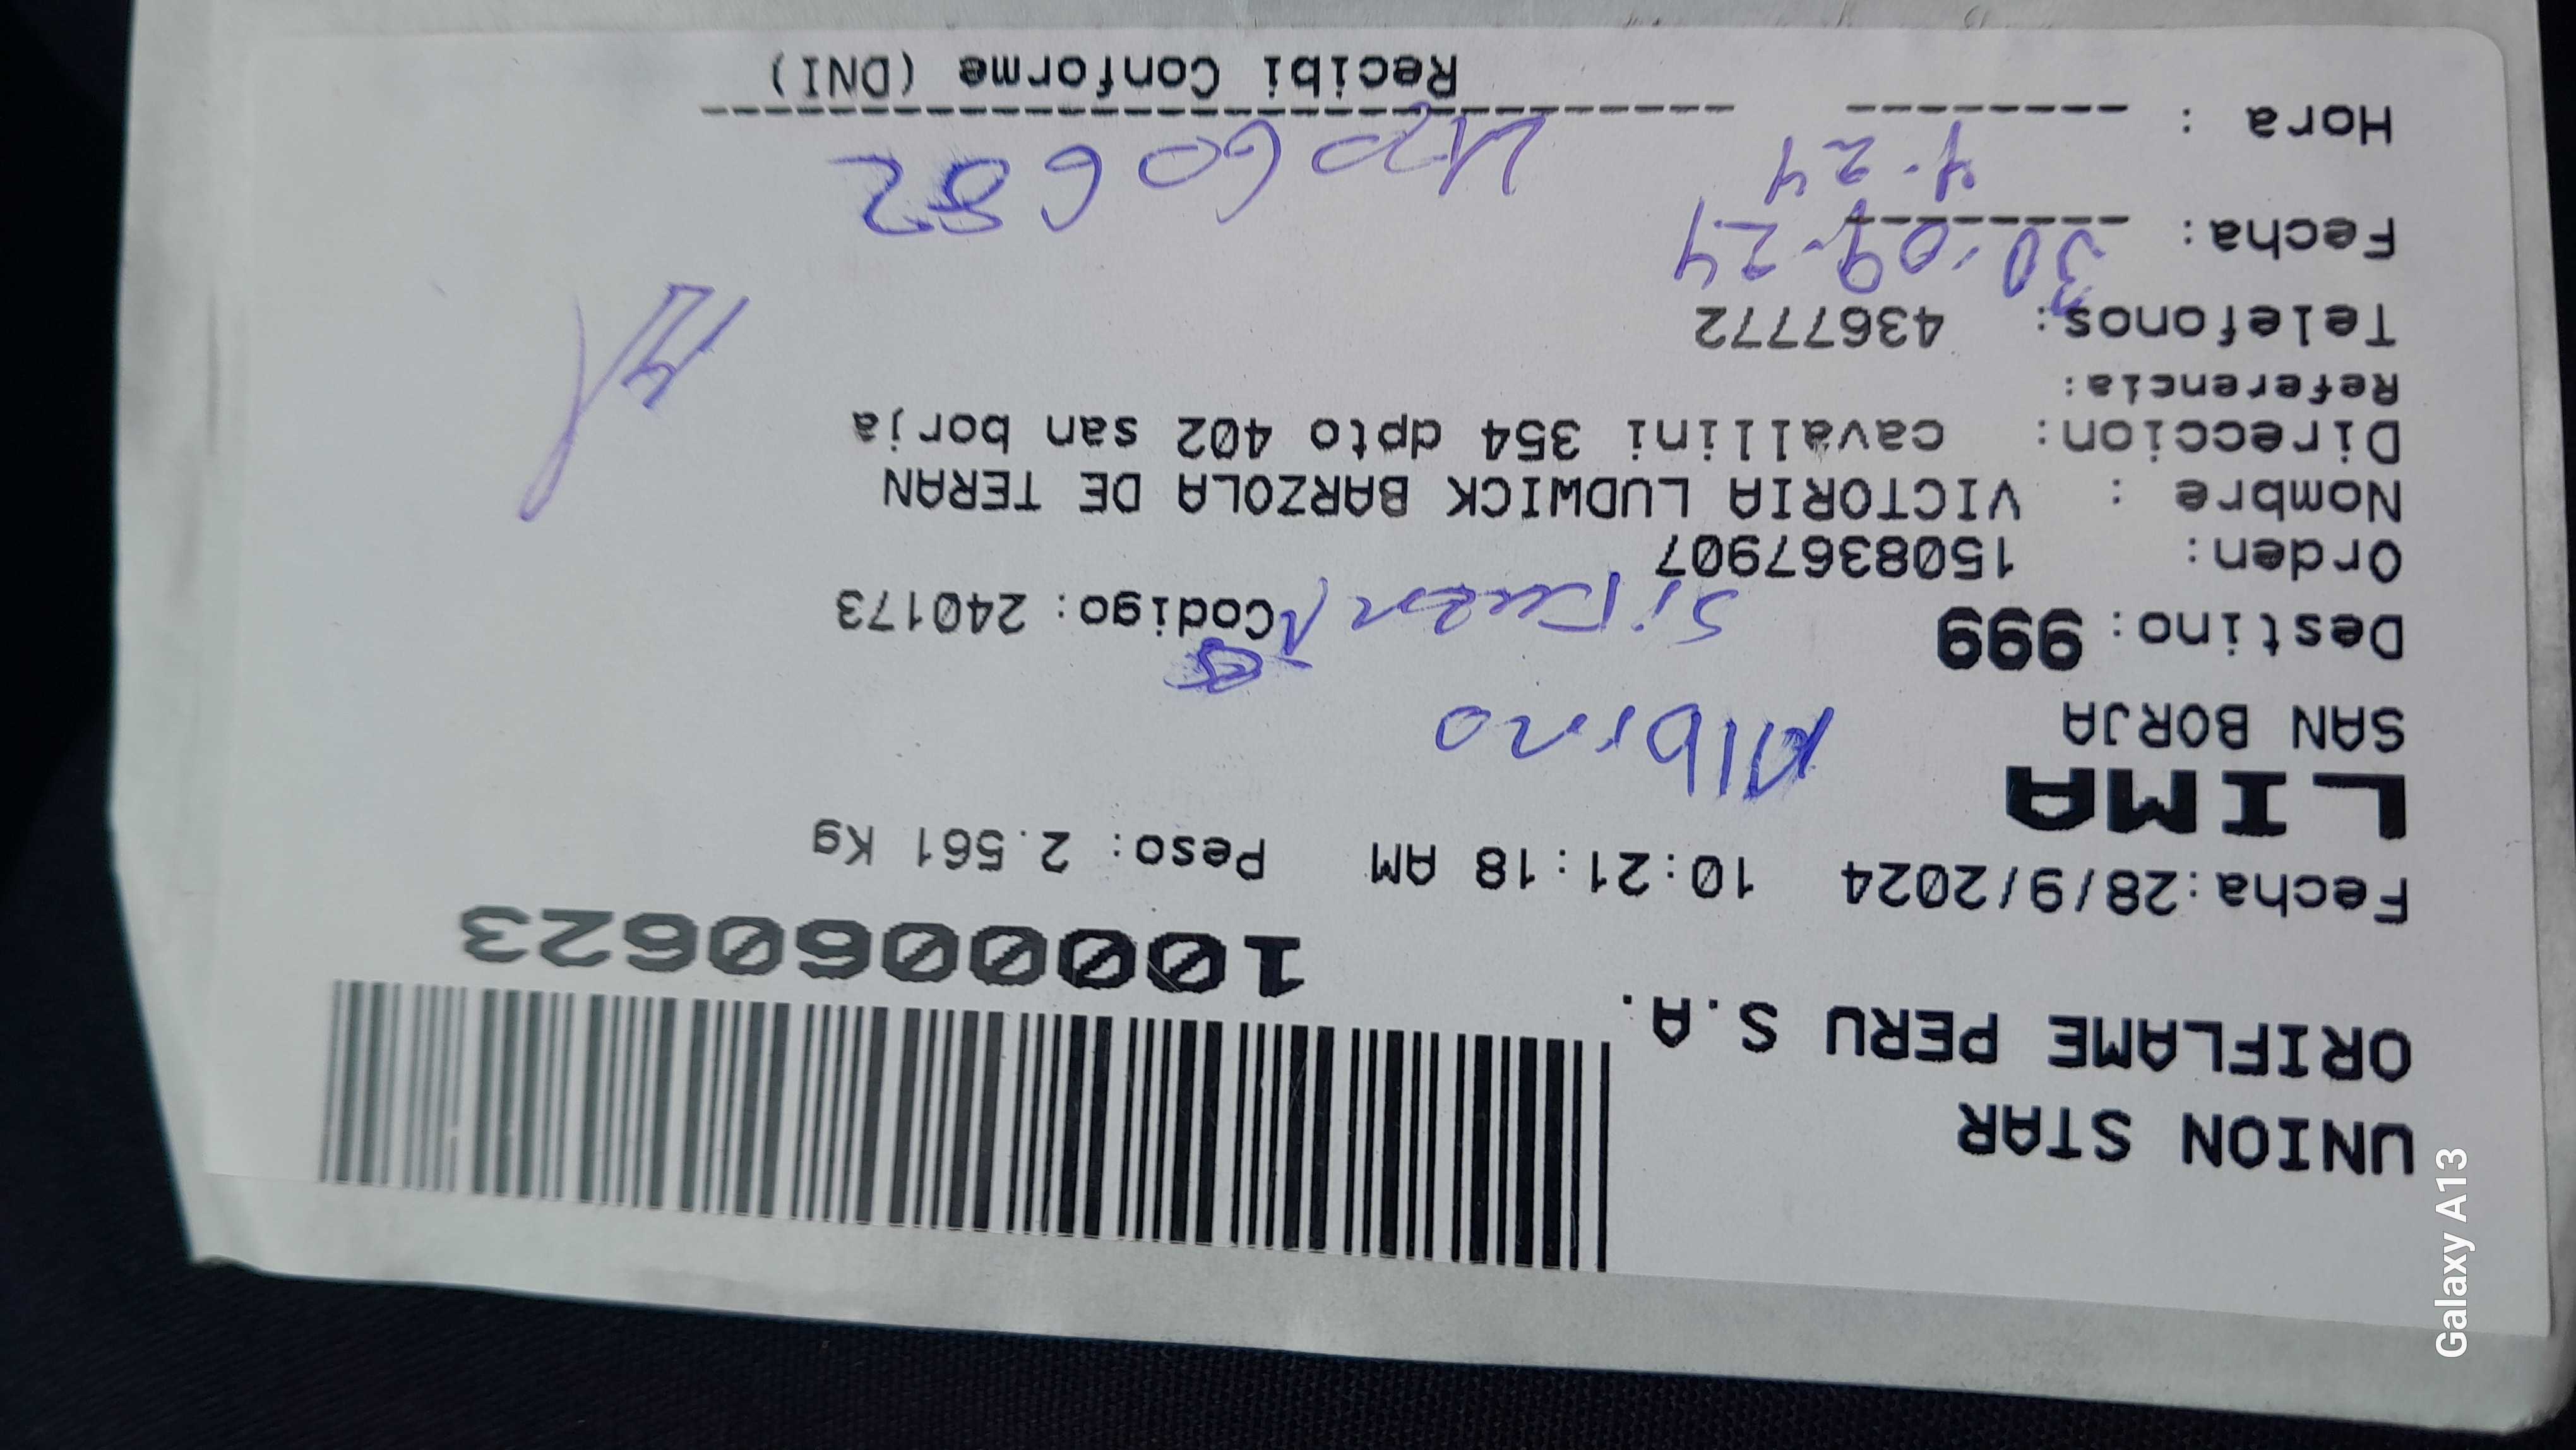 UNION STAR
ORIFLAME PERU S.A.
10000600623
Fecha:28/9/2024 10:21:18 AM Peso: 2.561 Kg
LIMA
SAN BORJA
Albino
Destino: 999 Codigo: 240173
Orden: 1508367907
Nombre : VICTORIA LUDWICK BARZOLA DE TERAN
Direccion: cavallini 354 dpto 402 san borja
Referencia:
Telefonos: 4367772
Fecha: 30.09.24
Hora :
Recibi Conforme (DNI)
Galaxy A13